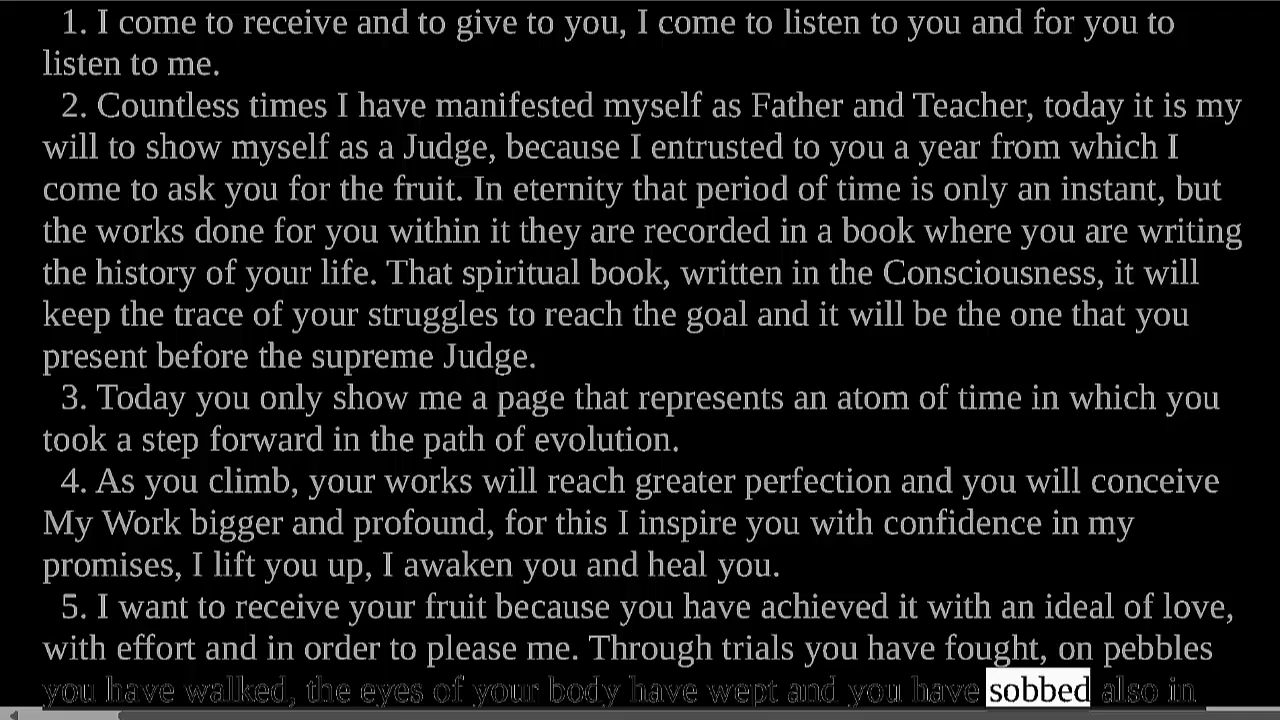 1. I come to receive and to give to you, I come to listen to you and for you to
listen to me.
2. Countless times I have manifested myself as Father and Teacher, today it is my
will to show myself as a Judge, because I entrusted to you a year from which I
come to ask you for the fruit. In eternity that period of time is only an instant, but
the works done for you within it they are recorded in a book where you are writing
the history of your life. That spiritual book, written in the Consciousness, it will
keep the trace of your struggles to reach the goal and it will be the one that you
present before the supreme Judge.
3. Today you only show me a page that represents an atom of time in which you
took a step forward in the path of evolution.
4. As you climb, your works will reach greater perfection and you will conceive
My Work bigger and profound, for this I inspire you with confidence in my
promises, I lift you up, I awaken you and heal you.
5. I want to receive your fruit because you have achieved it with an ideal of love,
with effort and in order to please me. Through trials you have fought, on pebbles
you have walked, the eyes of your body have wept and you have sobbed also in